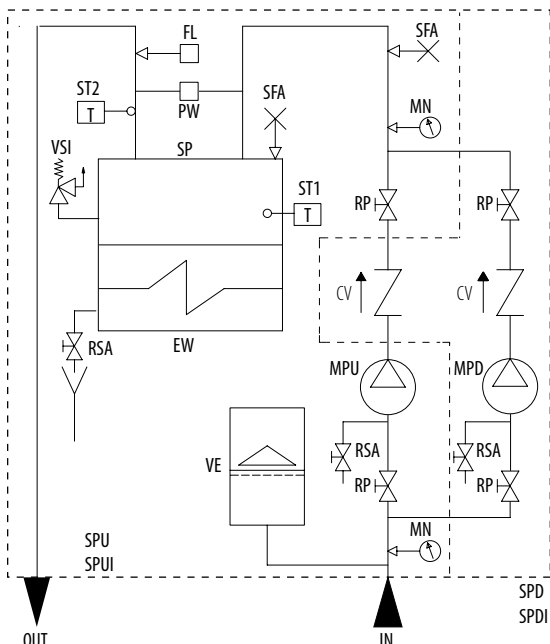 FL
SFA
ST2
T
PW
SFA
MN
VSI
SP
ST1
T
RP
RP
CV
CV
RSA
EW
MPU
MPD
VE
RSA
RSA
RP
RP
MN
SPU
SPUI
SPD
SPDI
OUT
IN